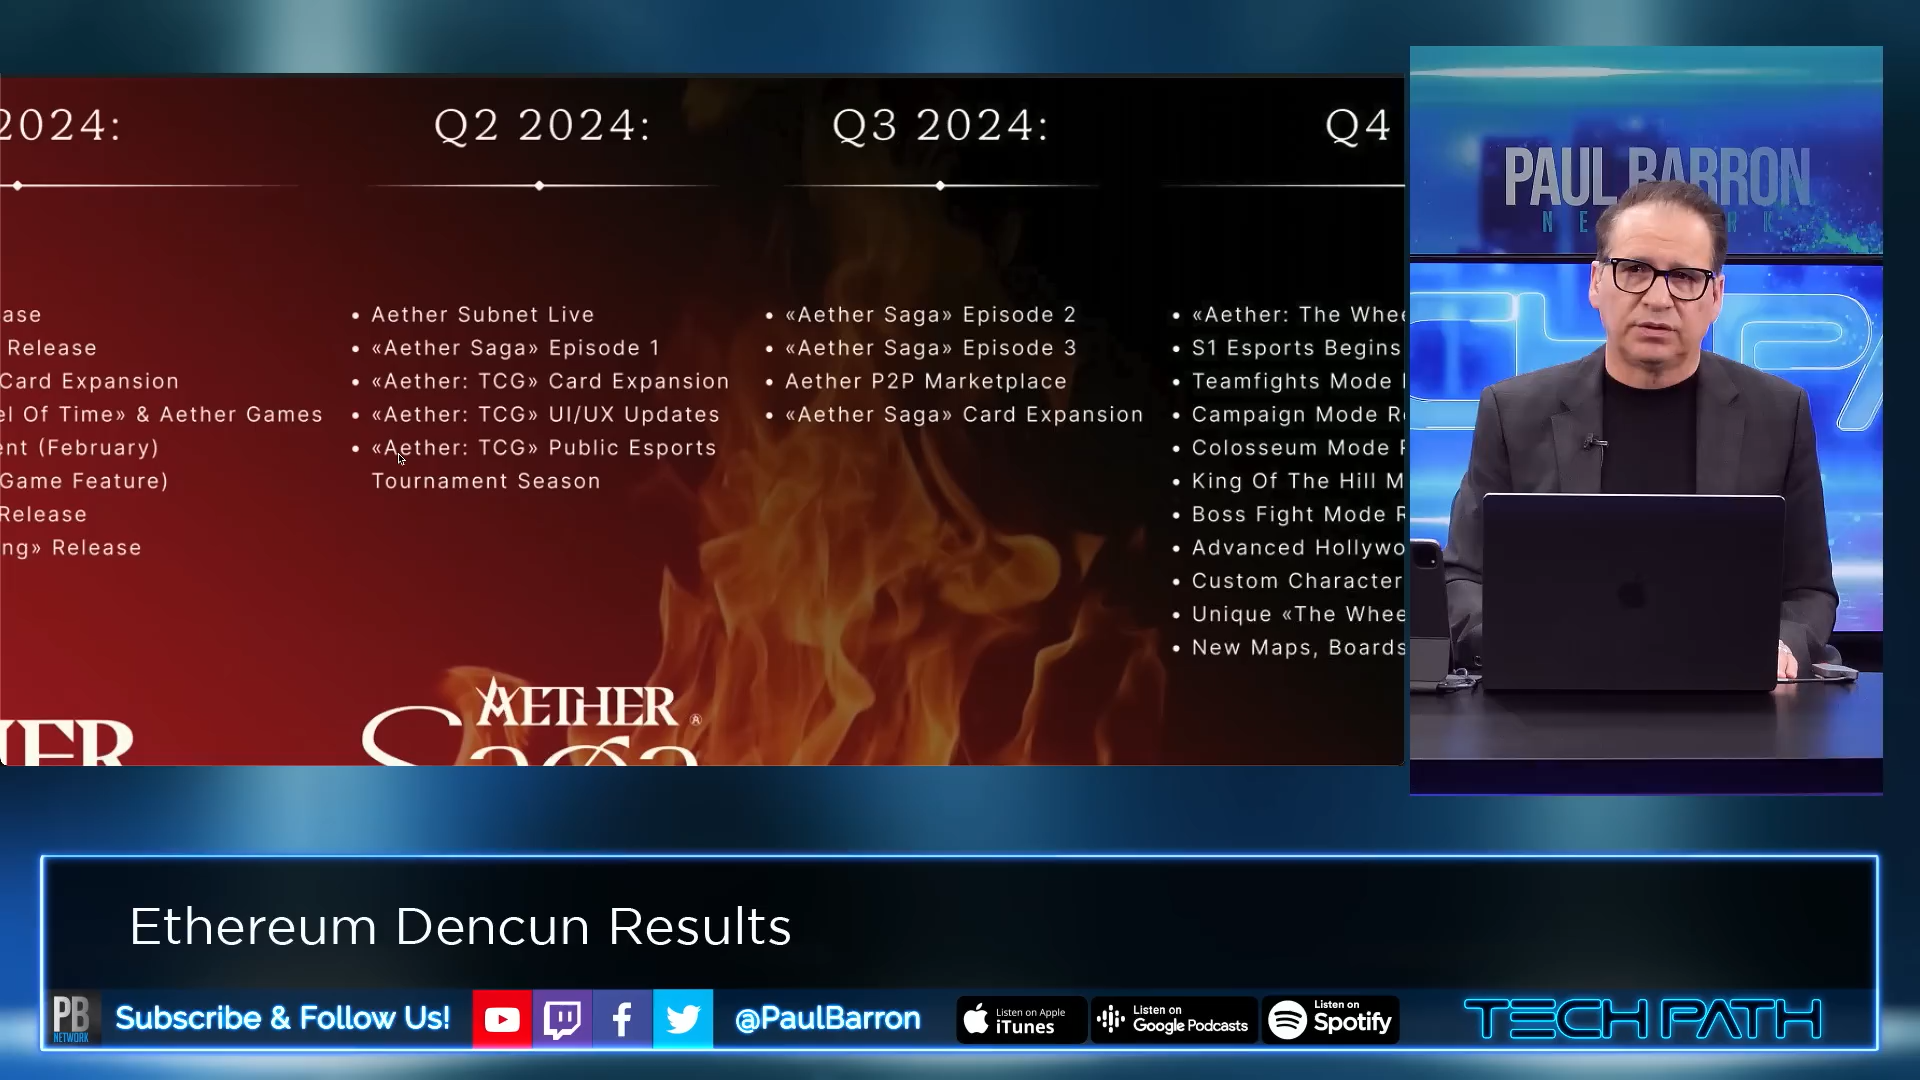 2024:
ase
Release
Card Expansion
el Of Time» & Aether Games
ent (February)
Game Feature)
Release
ng» Release
Q2 2024:
• Aether Subnet Live
• «Aether Saga» Episode 1
• «Aether: TCG» Card Expansion
• «Aether: TCG» UI/UX Updates
• «Aether: TCG» Public Esports
Tournament Season
AETHER ®
Saga
Q3 2024:
• «Aether Saga» Episode 2
• «Aether Saga» Episode 3
• Aether P2P Marketplace
• «Aether Saga» Card Expansion
Q4
• «Aether: The Whee
• S1 Esports Begins
• Teamfights Mode
• Campaign Mode R
• Colosseum Mode
• King Of The Hill M
• Boss Fight Mode R
• Advanced Hollywo
• Custom Character
• Unique «The Whee
• New Maps, Boards
PAUL BARRON
Ethereum Dencun Results
PB
NETWORK
Subscribe & Follow Us!
@PaulBarron
Listen on Apple
iTunes
Listen on
Google Podcasts
Listen on
Spotify
TECH PATH